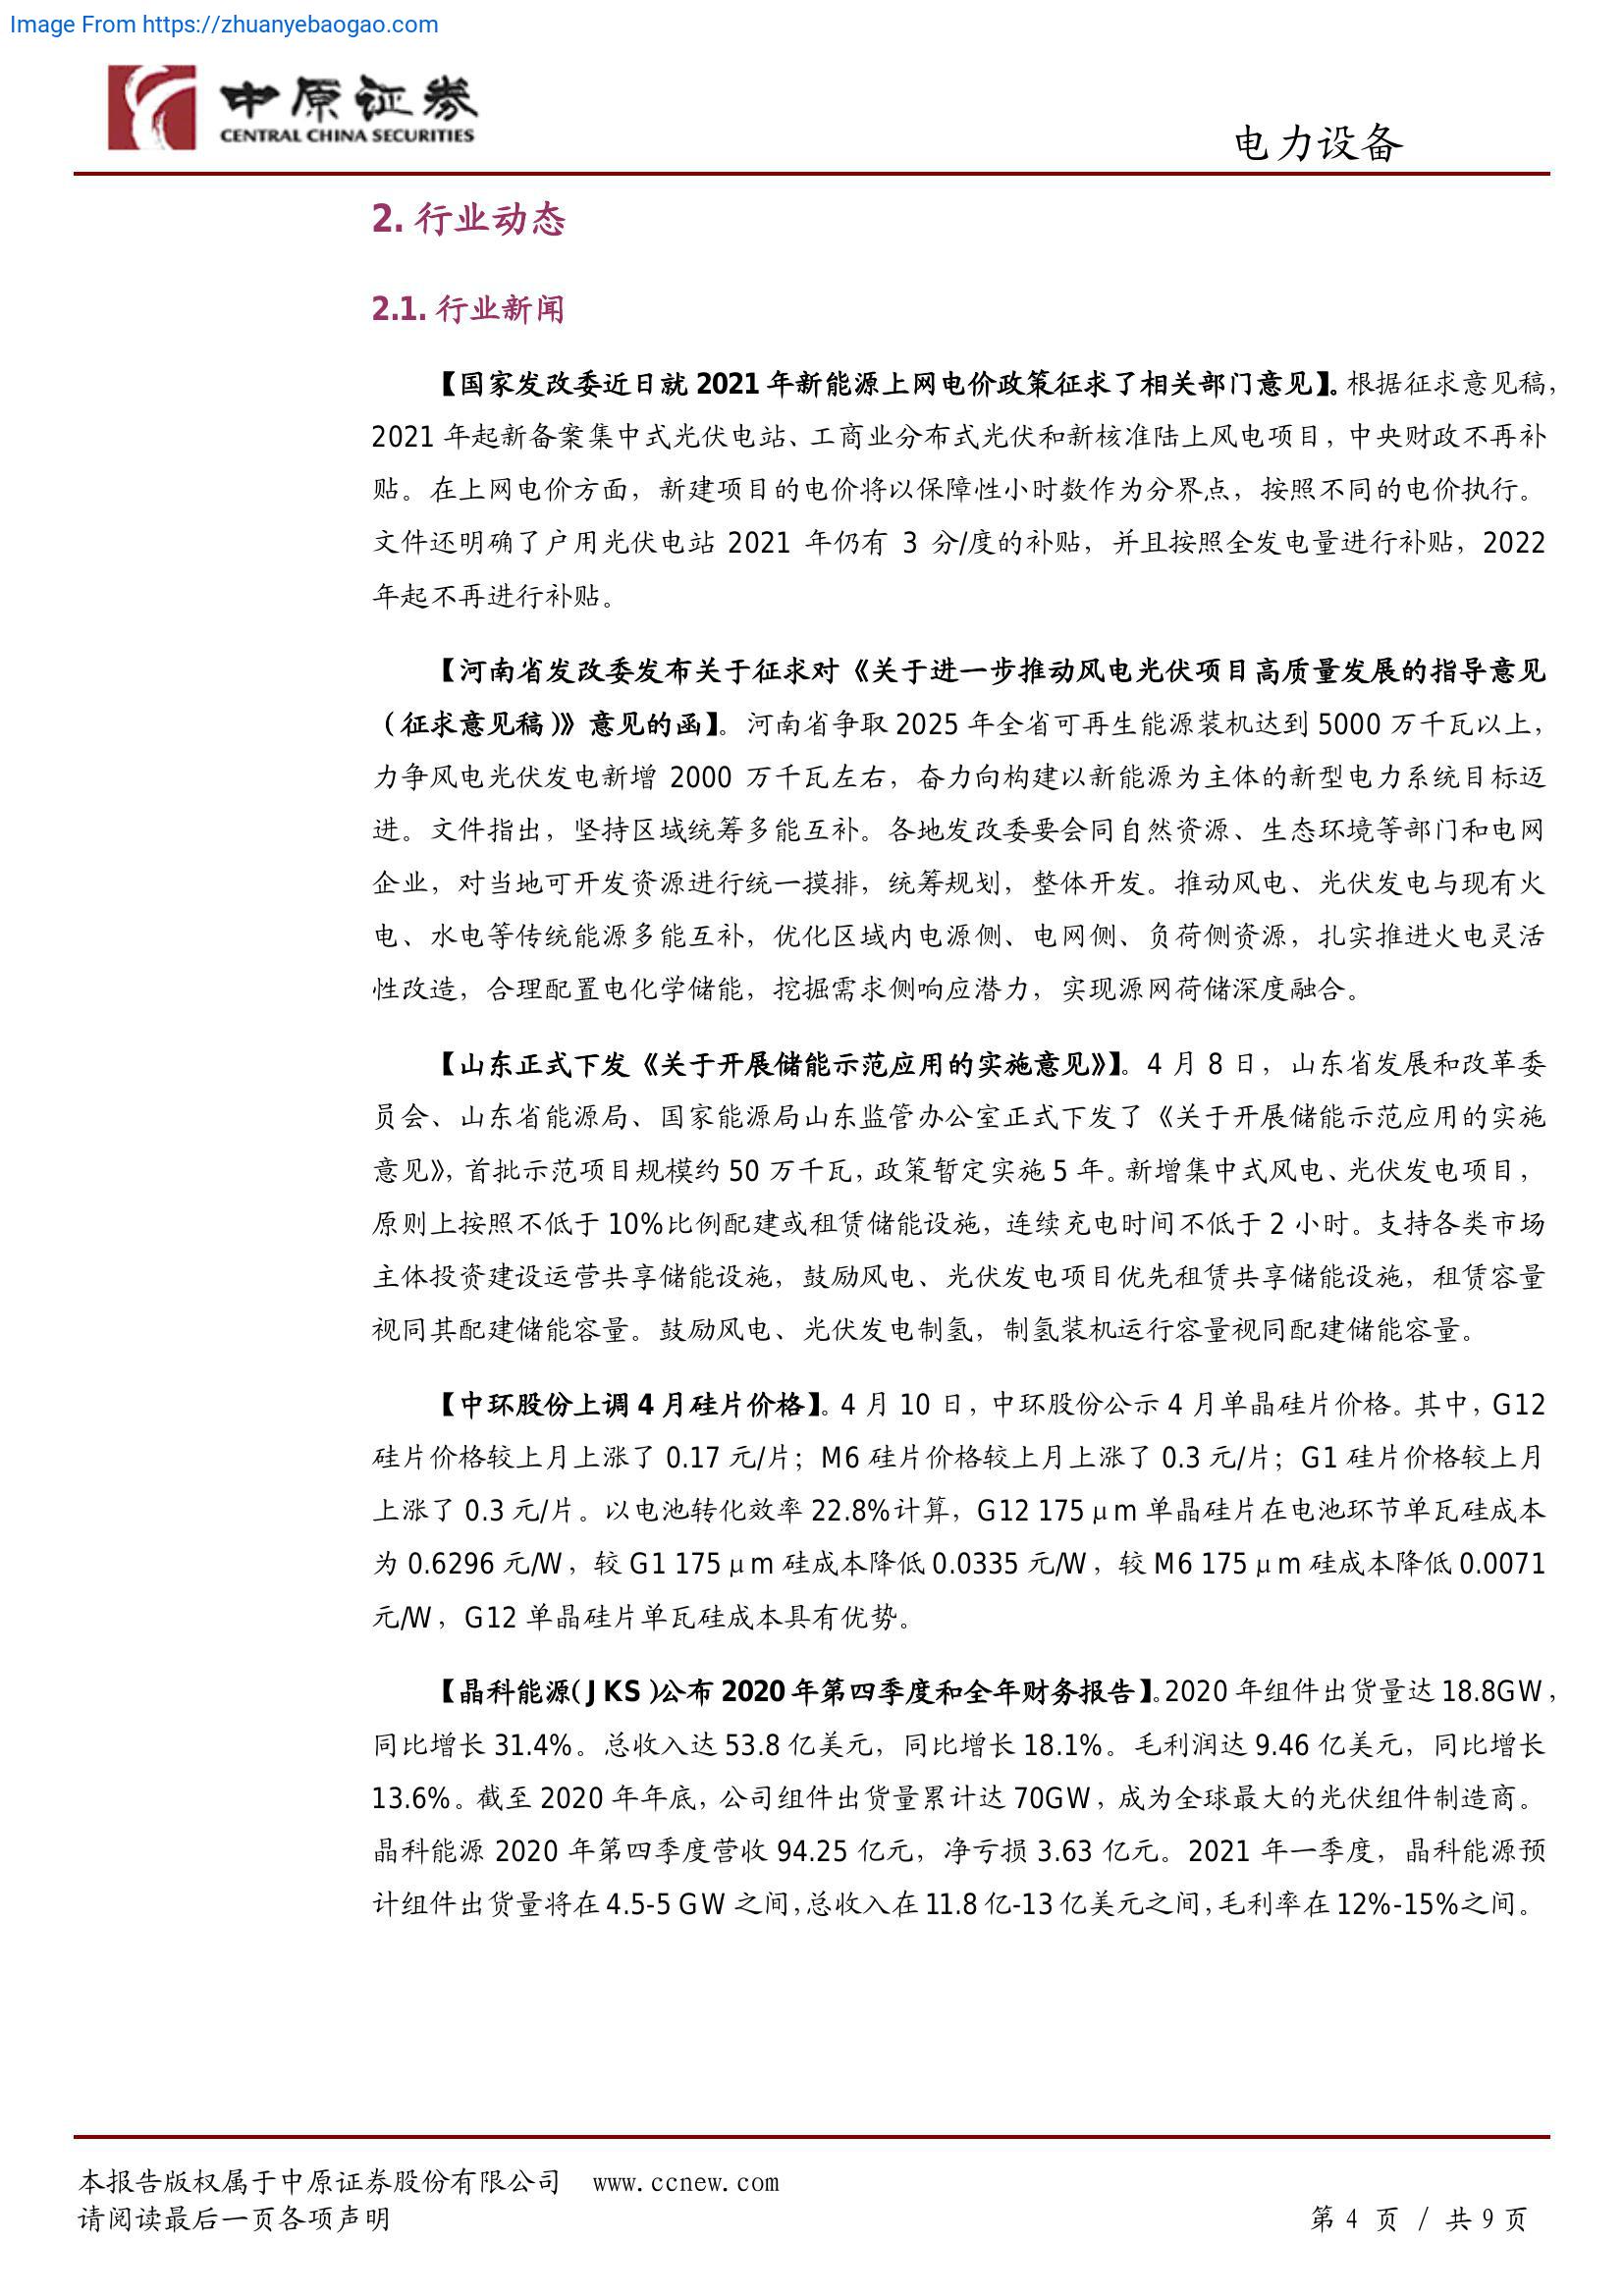 Image From https://zhuanyebaogao.com
中原证券
CENTRAL CHINA SECURITIES
电力设备
2. 行业动态
2.1. 行业新闻
【国家发改委近日就 2021 年新能源上网电价政策征求了相关部门意见】。根据征求意见稿，
2021 年起新备案集中式光伏电站、工商业分布式光伏和新核准陆上风电项目，中央财政不再补
贴。在上网电价方面，新建项目的电价将以保障性小时数作为分界点，按照不同的电价执行。
文件还明确了户用光伏电站 2021 年仍有 3 分/度的补贴，并且按照全发电量进行补贴，2022
年起不再进行补贴。
【河南省发改委发布关于征求对《关于进一步推动风电光伏项目高质量发展的指导意见
（征求意见稿）》意见的函】。河南省争取 2025 年全省可再生能源装机达到 5000 万千瓦以上，
力争风电光伏发电新增 2000 万千瓦左右，奋力向构建以新能源为主体的新型电力系统目标迈
进。文件指出，坚持区域统筹多能互补。各地发改委要会同自然资源、生态环境等部门和电网
企业，对当地可开发资源进行统一摸排，统筹规划，整体开发。推动风电、光伏发电与现有火
电、水电等传统能源多能互补，优化区域内电源侧、电网侧、负荷侧资源，扎实推进火电灵活
性改造，合理配置电化学储能，挖掘需求侧响应潜力，实现源网荷储深度融合。
【山东正式下发《关于开展储能示范应用的实施意见》】。4 月 8 日，山东省发展和改革委
员会、山东省能源局、国家能源局山东监管办公室正式下发了《关于开展储能示范应用的实施
意见》，首批示范项目规模约 50 万千瓦，政策暂定实施 5 年。新增集中式风电、光伏发电项目，
原则上按照不低于 10%比例配建或租赁储能设施，连续充电时间不低于 2 小时。支持各类市场
主体投资建设运营共享储能设施，鼓励风电、光伏发电项目优先租赁共享储能设施，租赁容量
视同其配建储能容量。鼓励风电、光伏发电制氢，制氢装机运行容量视同配建储能容量。
【中环股份上调 4 月硅片价格】。4 月 10 日，中环股份公示 4 月单晶硅片价格。其中，G12
硅片价格较上月上涨了 0.17 元/片；M6 硅片价格较上月上涨了 0.3 元/片；G1 硅片价格较上月
上涨了 0.3 元/片。以电池转化效率 22.8%计算，G12 175μm 单晶硅片在电池环节单瓦硅成本
为 0.6296 元/W，较 G1 175μm 硅成本降低 0.0335 元/W，较 M6 175μm 硅成本降低 0.0071
元/W，G12 单晶硅片单瓦硅成本具有优势。
【晶科能源（JKS）公布 2020 年第四季度和全年财务报告】。2020 年组件出货量达 18.8GW，
同比增长 31.4%。总收入达 53.8 亿美元，同比增长 18.1%。毛利润达 9.46 亿美元，同比增长
13.6%。截至 2020 年年底，公司组件出货量累计达 70GW，成为全球最大的光伏组件制造商。
晶科能源 2020 年第四季度营收 94.25 亿元，净亏损 3.63 亿元。2021 年一季度，晶科能源预
计组件出货量将在 4.5-5 GW 之间，总收入在 11.8 亿-13 亿美元之间，毛利率在 12%-15%之间。
本报告版权属于中原证券股份有限公司 www.ccnew.com
请阅读最后一页各项声明
第 4 页 / 共 9 页